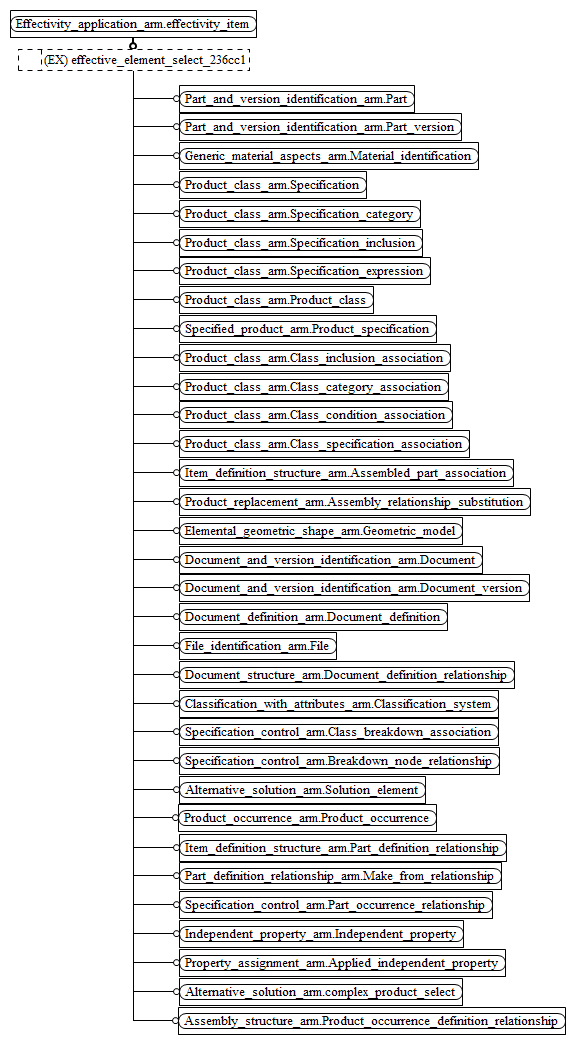 Effectivity_application_arm.effectivity_item
(EX) effective_element_select_236cc1
Part_and_version_identification_arm.Part
Part_and_version_identification_arm.Part_version
Generic_material_aspects_arm.Material_identification
Product_class_arm.Specification
Product_class_arm.Specification_category
Product_class_arm.Specification_inclusion
Product_class_arm.Specification_expression
Product_class_arm.Product_class
Specified_product_arm.Product_specification
Product_class_arm.Class_inclusion_association
Product_class_arm.Class_category_association
Product_class_arm.Class_condition_association
Product_class_arm.Class_specification_association
Item_definition_structure_arm.Assembled_part_association
Product_replacement_arm.Assembly_relationship_substitution
Elemental_geometric_shape_arm.Geometric_model
Document_and_version_identification_arm.Document
Document_and_version_identification_arm.Document_version
Document_definition_arm.Document_definition
File_identification_arm.File
Document_structure_arm.Document_definition_relationship
Classification_with_attributes_arm.Classification_system
Specification_control_arm.Class_breakdown_association
Specification_control_arm.Breakdown_node_relationship
Alternative_solution_arm.Solution_element
Product_occurrence_arm.Product_occurrence
Item_definition_structure_arm.Part_definition_relationship
Part_definition_relationship_arm.Make_from_relationship
Specification_control_arm.Part_occurrence_relationship
Independent_property_arm.Independent_property
Property_assignment_arm.Applied_independent_property
Alternative_solution_arm.complex_product_select
Assembly_structure_arm.Product_occurrence_definition_relationship